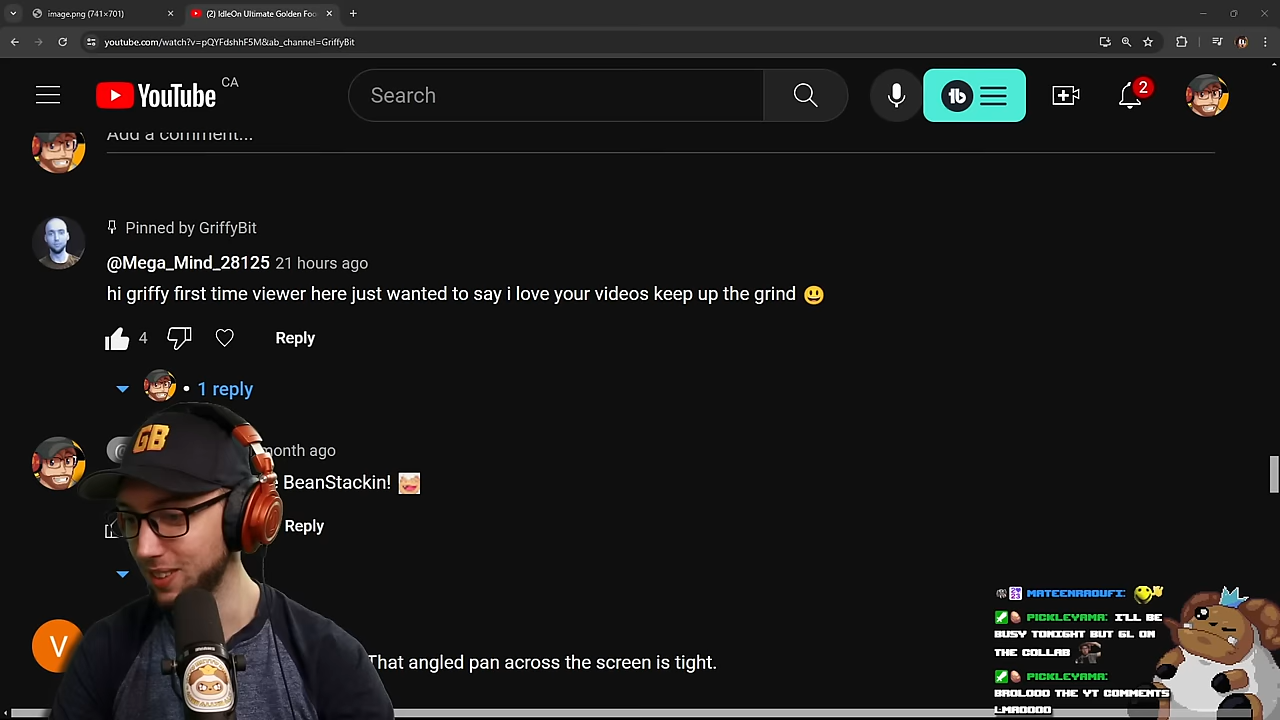 image.png (741×701)
(2) IdleOn Ultimate Golden Foo
youtube.com/watch?v=pQYFdshhF5M&ab_channel=GriffyBit
YouTube CA
Search
2
Add a comment...
Pinned by GriffyBit
@Mega_Mind_28125 21 hours ago
hi griffy first time viewer here just wanted to say i love your videos keep up the grind 😃
4
Reply
• 1 reply
month ago
GB
BeanStackin!
Reply
MATEENRAOUFI:
PICKLEYAMA: I'LL BE
BUSY TONIGHT BUT GL ON
THE COLLAB
V
That angled pan across the screen is tight.
PICKLEYAMA:
BROLOOO THE YT COMMENTS
LMAOOOO